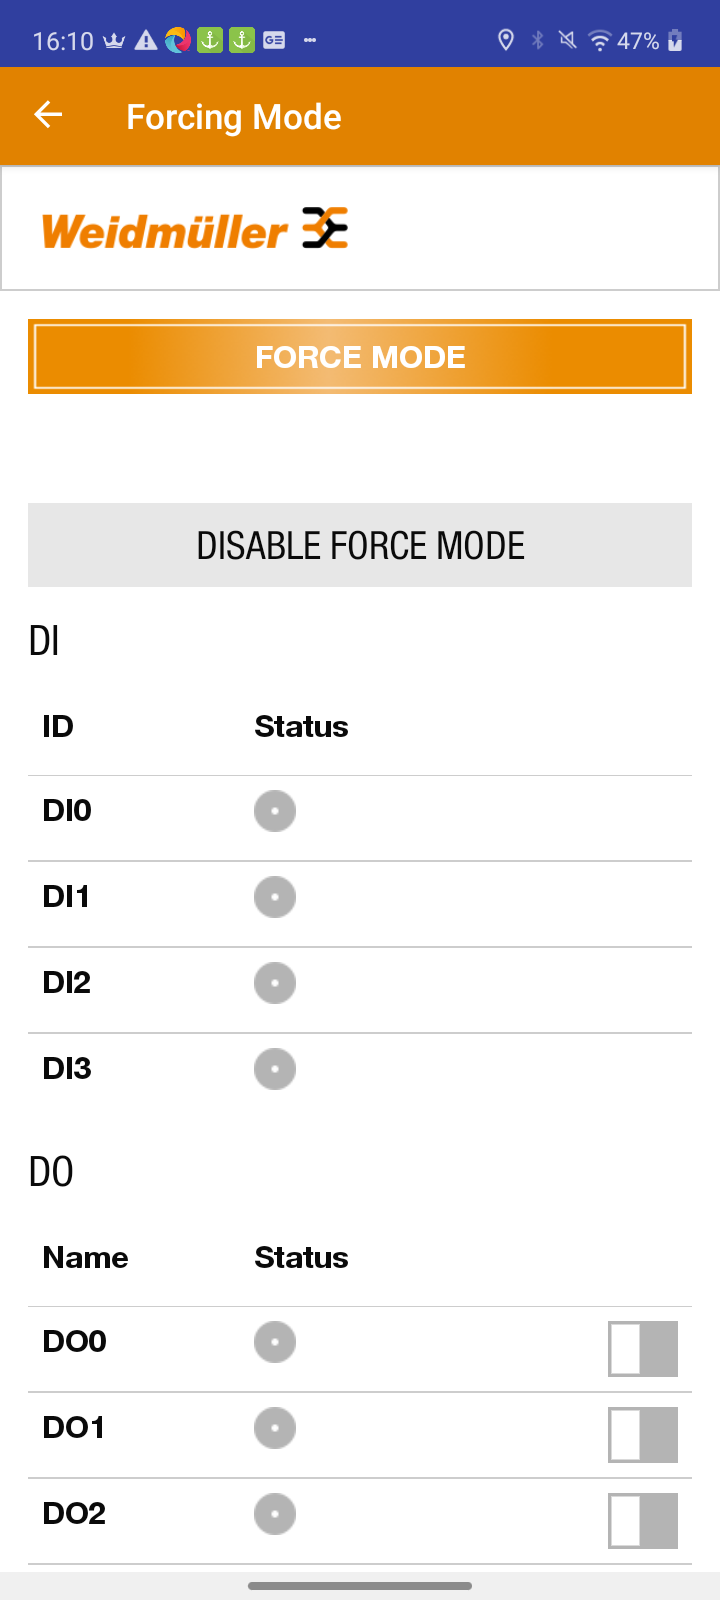 16:10 47%
Forcing Mode
Weidmüller
FORCE MODE
DISABLE FORCE MODE
DI
ID Status
DI0
DI1
DI2
DI3
DO
Name Status
DO0
DO1
DO2